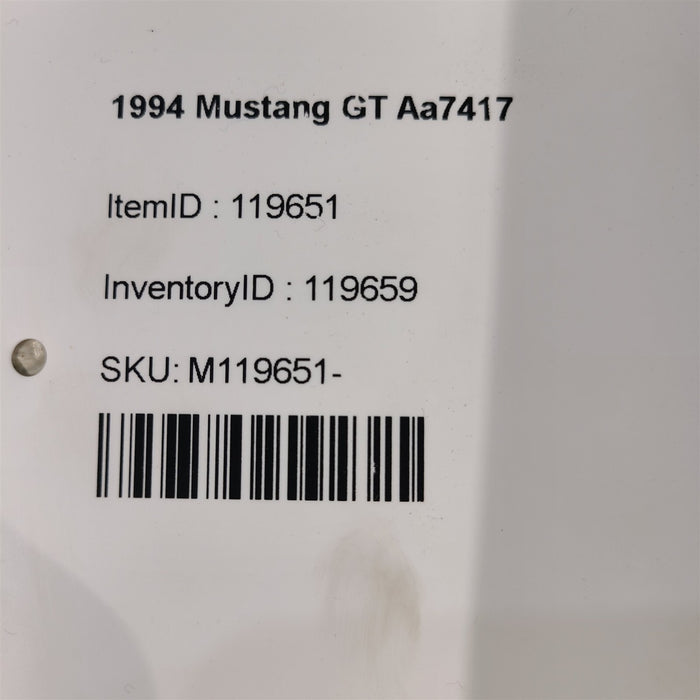 1994 Mustang GT Aa7417
ItemID : 119651
InventoryID : 119659
SKU: M119651-